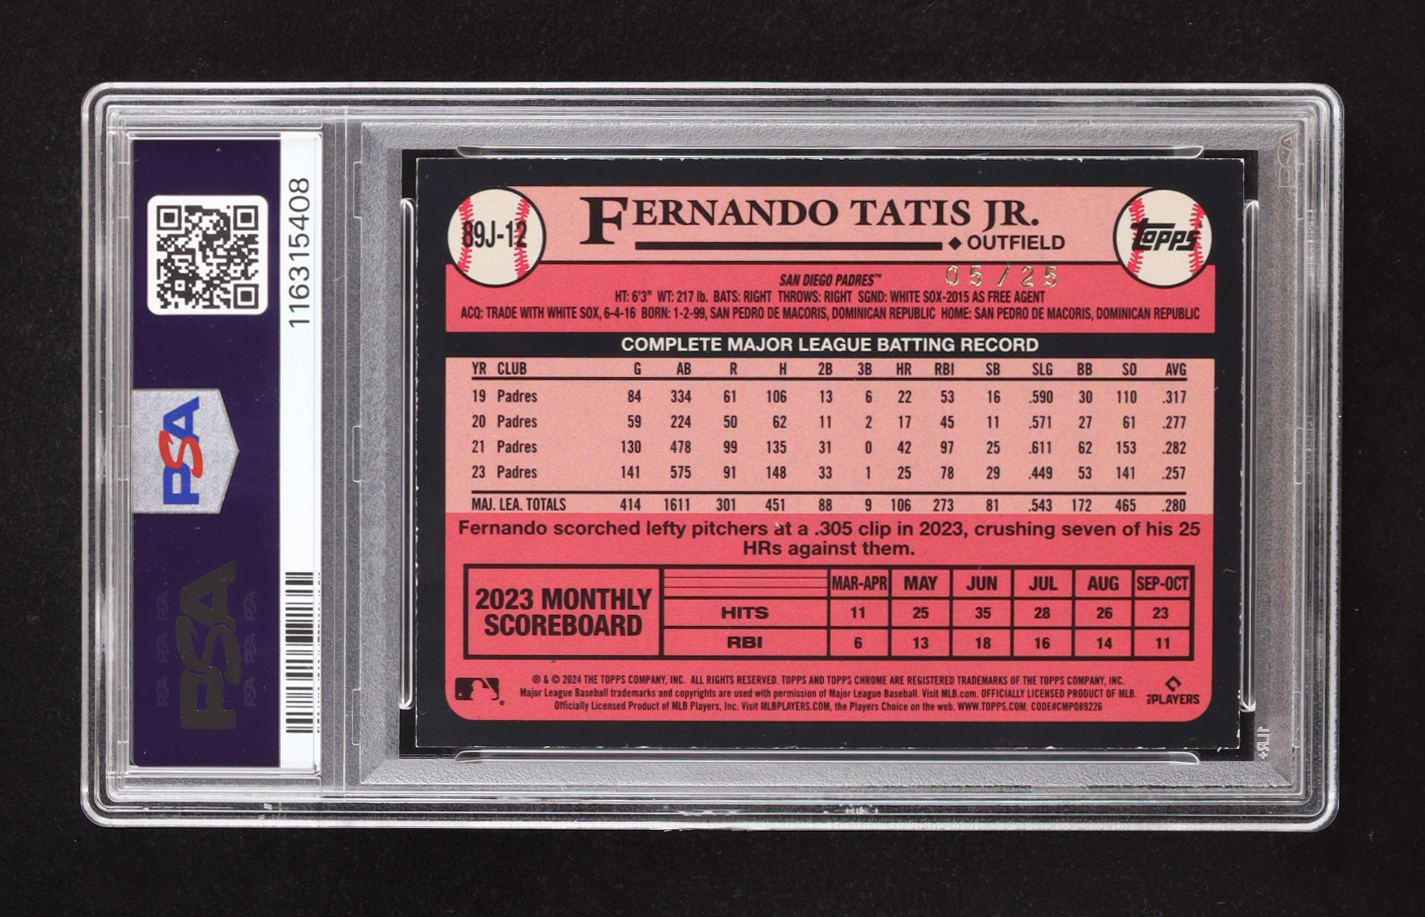 116315408
PSA
PSA
89J-12
FERNANDO TATIS JR.
◆ OUTFIELD
Topps
SAN DIEGO PADRES™
05/25
HT: 6'3" WT: 217 lb. BATS: RIGHT THROWS: RIGHT SGND: WHITE SOX-2015 AS FREE AGENT
ACQ: TRADE WITH WHITE SOX, 6-4-16 BORN: 1-2-99, SAN PEDRO DE MACORIS, DOMINICAN REPUBLIC HOME: SAN PEDRO DE MACORIS, DOMINICAN REPUBLIC
COMPLETE MAJOR LEAGUE BATTING RECORD
YR CLUB G AB R H 2B 3B HR RBI SB SLG BB SO AVG
19 Padres 84 334 61 106 13 6 22 53 16 .590 30 110 .317
20 Padres 59 224 50 62 11 2 17 45 11 .571 27 61 .277
21 Padres 130 478 99 135 31 0 42 97 25 .611 62 153 .282
23 Padres 141 575 91 148 33 1 25 78 29 .449 53 141 .257
MAJ. LEA. TOTALS 414 1611 301 451 88 9 106 273 81 .543 172 465 .280
Fernando scorched lefty pitchers at a .305 clip in 2023, crushing seven of his 25
HRs against them.
2023 MONTHLY
SCOREBOARD
MAR-APR MAY JUN JUL AUG SEP-OCT
HITS 11 25 35 28 26 23
RBI 6 13 18 16 14 11
® & © 2024 THE TOPPS COMPANY, INC. ALL RIGHTS RESERVED. TOPPS AND TOPPS CHROME ARE REGISTERED TRADEMARKS OF THE TOPPS COMPANY, INC.
Major League Baseball trademarks and copyrights are used with permission of Major League Baseball. Visit MLB.com. OFFICIALLY LICENSED PRODUCT OF MLB.
Officially Licensed Product of MLB Players, Inc. Visit MLBPLAYERS.COM, the Players Choice on the web. WWW.TOPPS.COM. CODE#CMP089226
PLAYERS